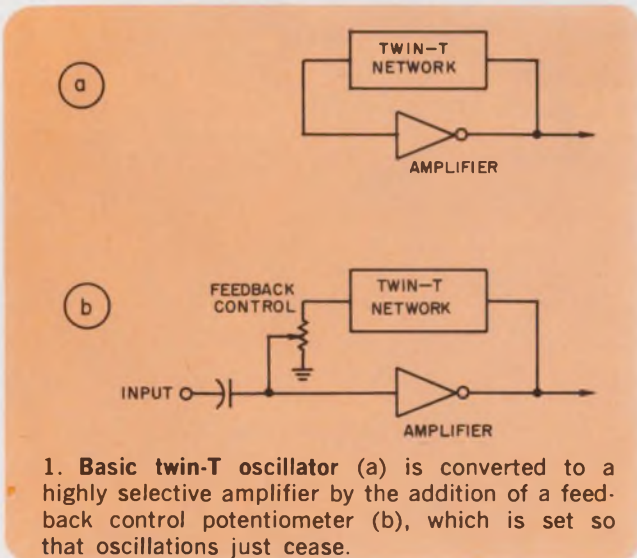 a
TWIN-T
NETWORK
AMPLIFIER
b
FEEDBACK
CONTROL
TWIN-T
NETWORK
INPUT
AMPLIFIER
1. Basic twin-T oscillator (a) is converted to a
highly selective amplifier by the addition of a feed-
back control potentiometer (b), which is set so
that oscillations just cease.